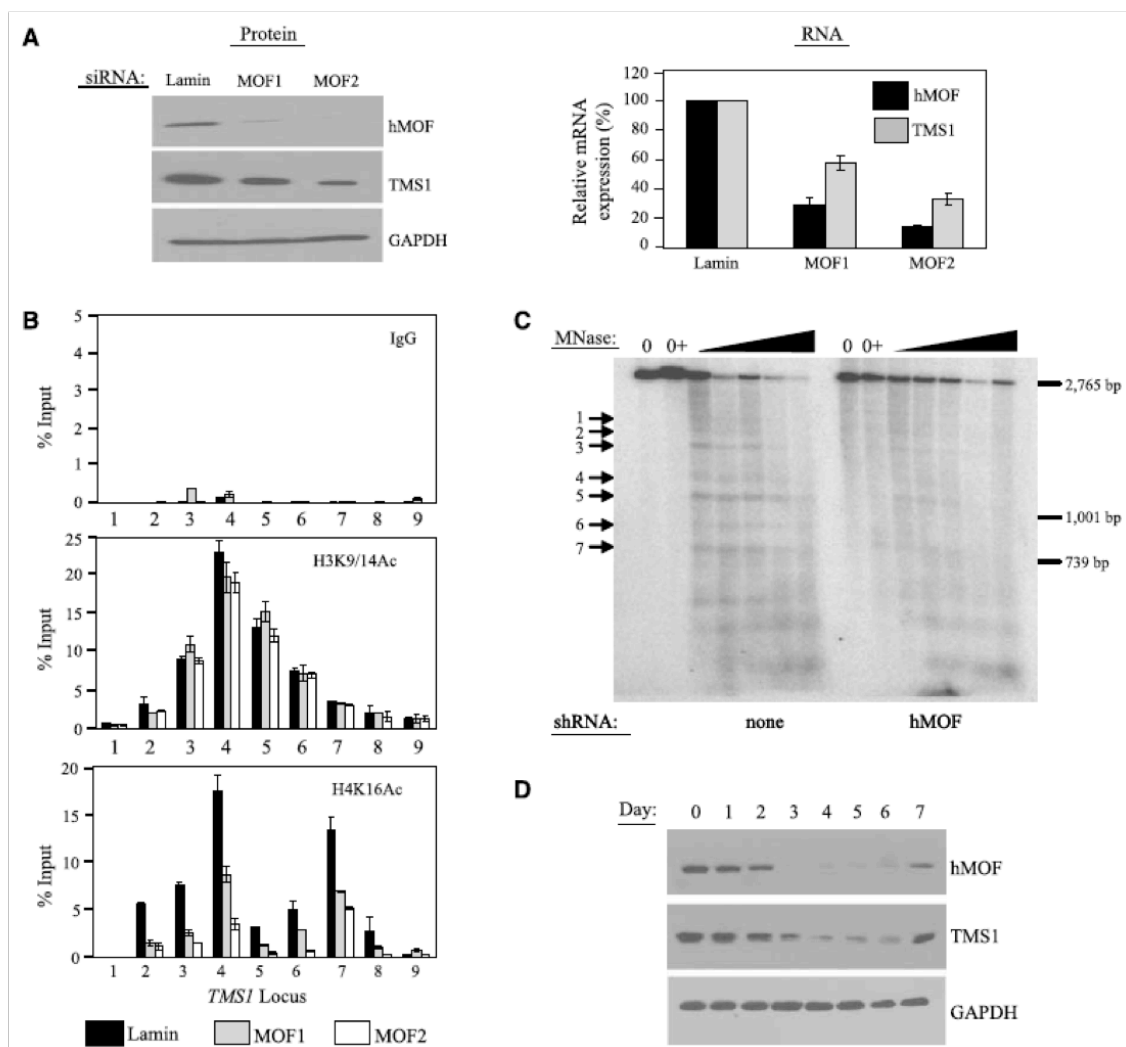 A
Protein
siRNA: Lamin MOF1 MOF2
hMOF
TMS1
GAPDH
RNA
120
100
80
60
40
20
0
Relative mRNA
expression (%)
hMOF
TMS1
Lamin MOF1 MOF2
B
IgG
5
4
3
2
1
0
% Input
1 2 3 4 5 6 7 8 9
H3K9/14Ac
25
20
15
10
5
0
% Input
1 2 3 4 5 6 7 8 9
H4K16Ac
20
15
10
5
0
% Input
1 2 3 4 5 6 7 8 9
TMS1 Locus
Lamin MOF1 MOF2
C
MNase: 0 0+ 0 0+
1
2
3
4
5
6
7
2,765 bp
1,001 bp
739 bp
shRNA: none hMOF
D
Day: 0 1 2 3 4 5 6 7
hMOF
TMS1
GAPDH